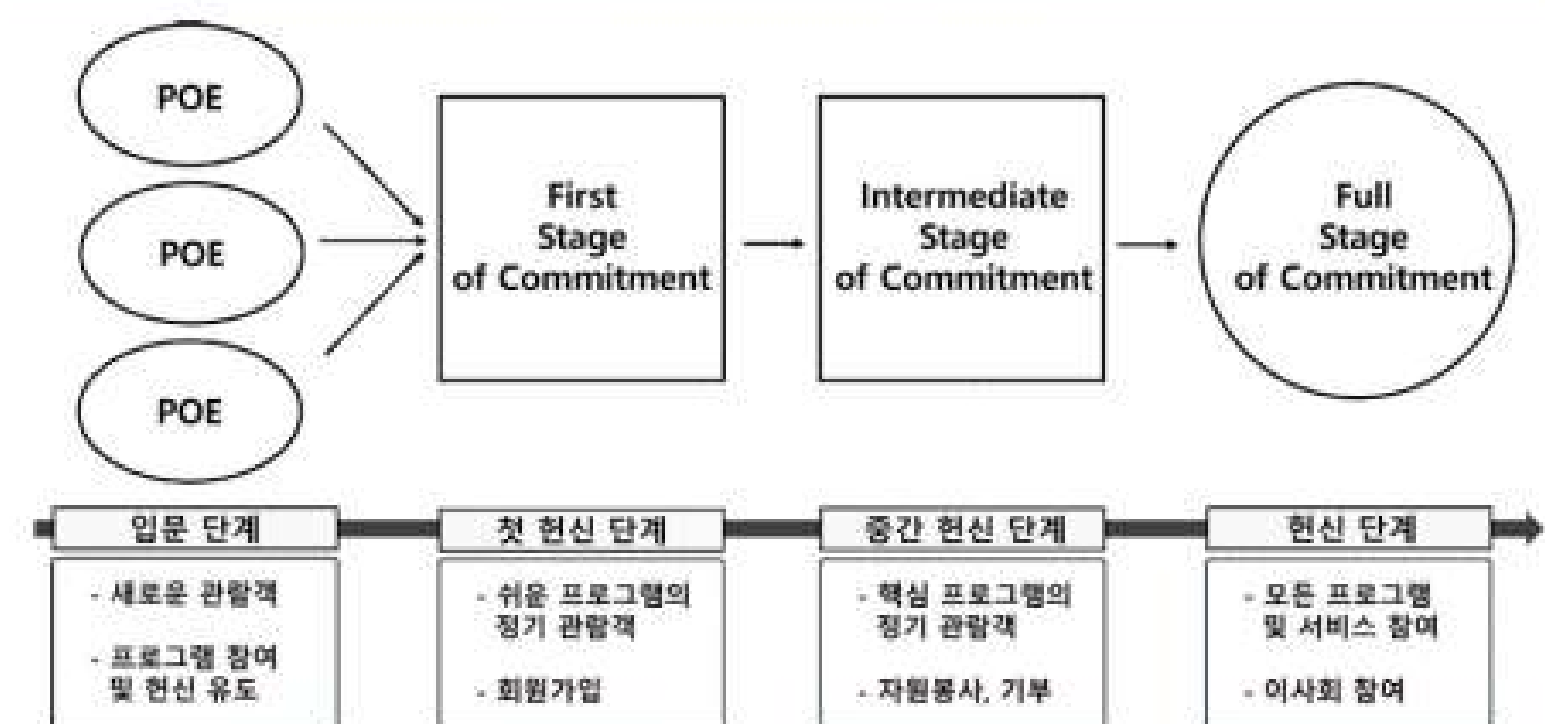 POE
POE
POE
First
Stage
of Commitment
Intermediate
Stage
of Commitment
Full
Stage
of Commitment
입문 단계
첫 헌신 단계
중간 헌신 단계
헌신 단계
- 새로운 관람객
- 프로그램 참여
및 헌신 유도
- 쉬운 프로그램의
정기 관람객
- 회원가입
- 핵심 프로그램의
정기 관람객
- 자원봉사, 기부
- 모든 프로그램
및 서비스 참여
- 이사회 참여